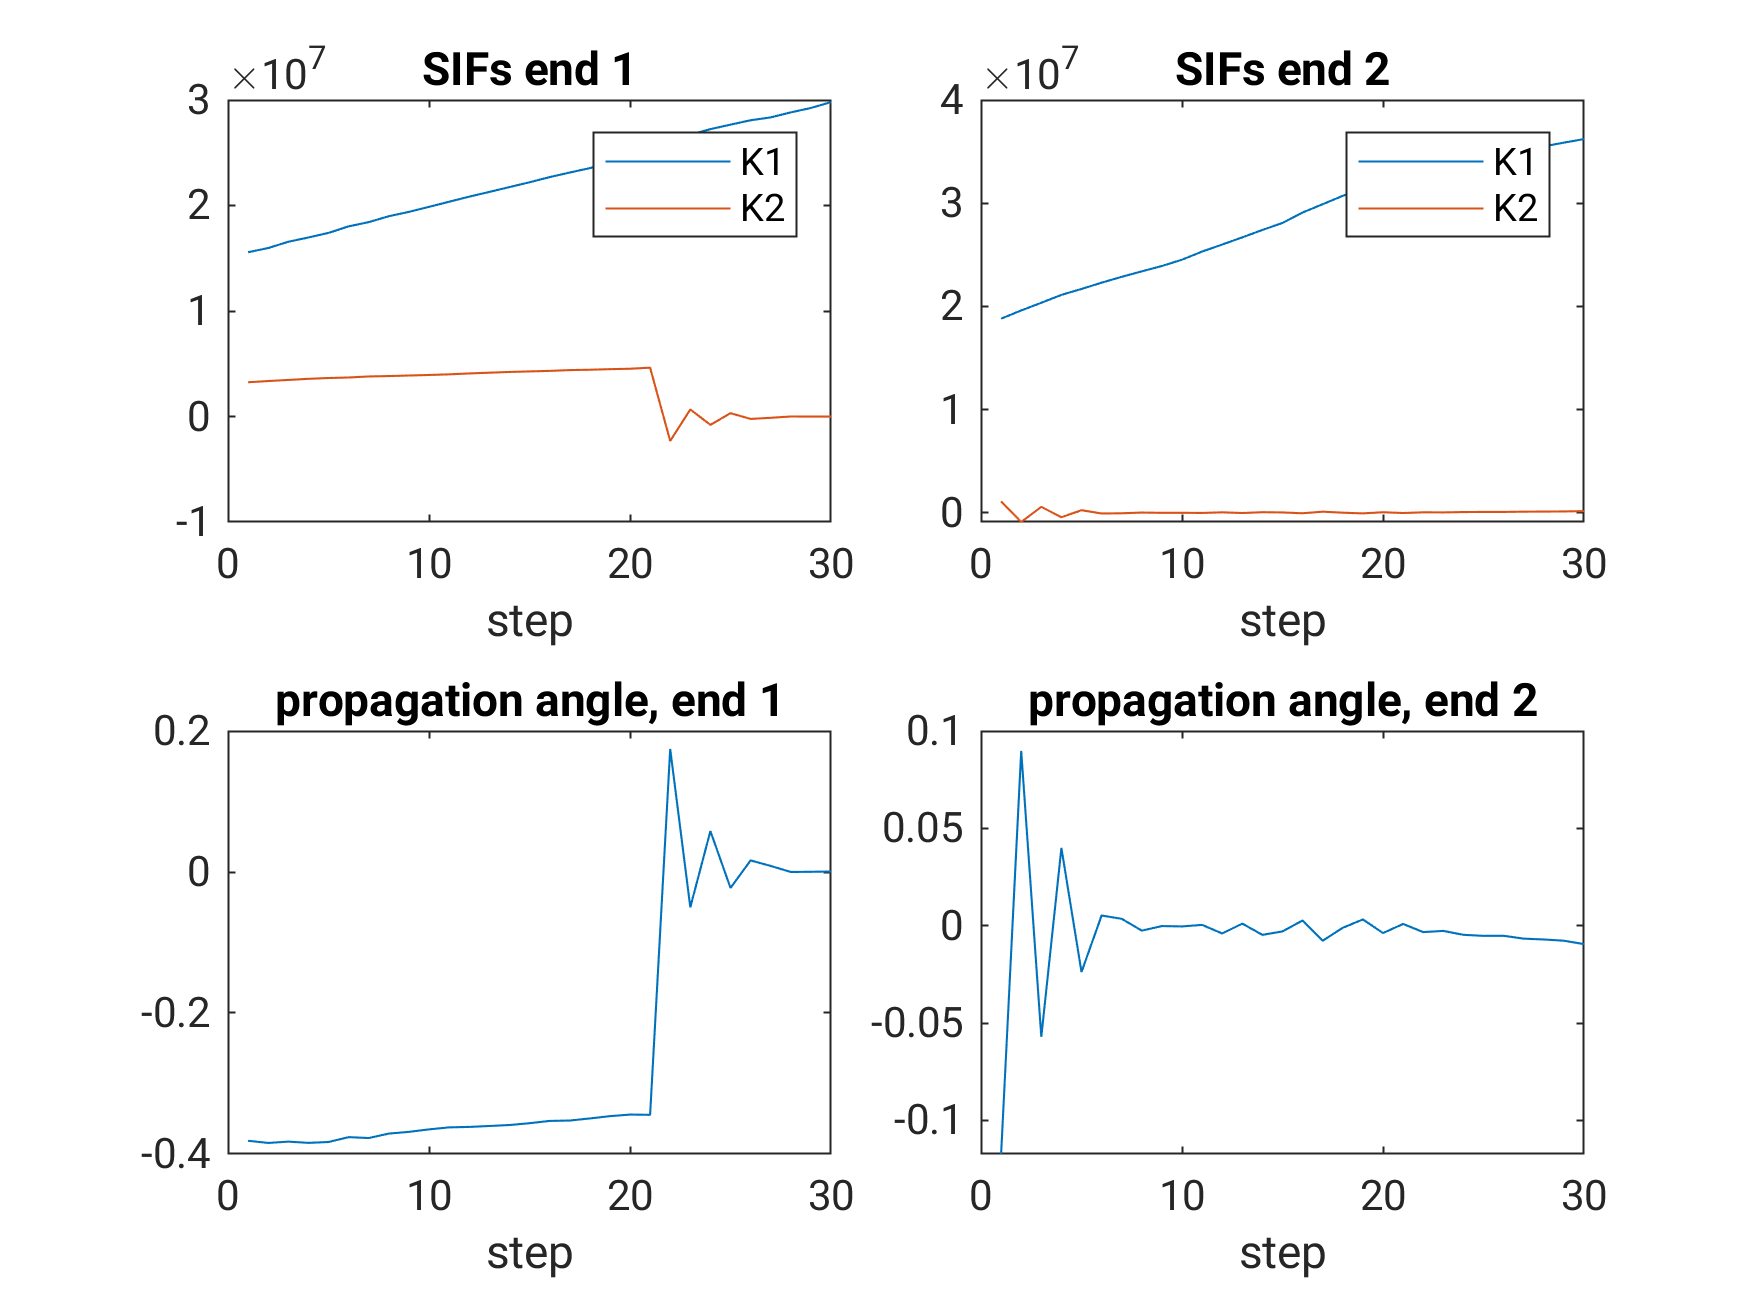 ×10^7 SIFs end 1
3
2
1
0
-1
K1
K2
0 10 20 30
step
×10^7 SIFs end 2
4
3
2
1
0
K1
K2
0 10 20 30
step
propagation angle, end 1
0.2
0
-0.2
-0.4
0 10 20 30
step
propagation angle, end 2
0.1
0.05
0
-0.05
-0.1
0 10 20 30
step